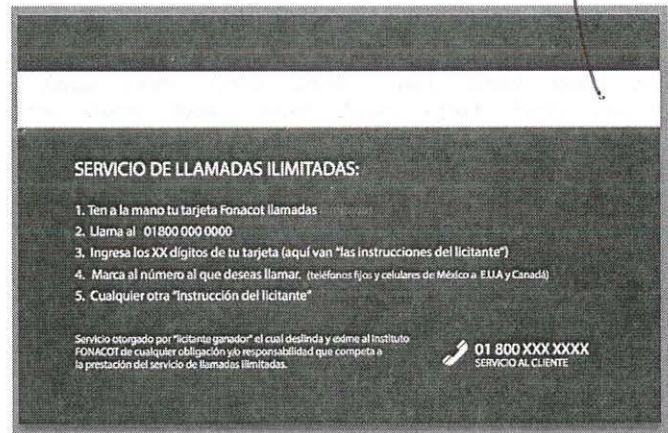 SERVICIO DE LLAMADAS ILIMITADAS:
1. Ten a la mano tu tarjeta Fonacot llamadas
2. Llama al 01800 000 0000
3. Ingresa los XX dígitos de tu tarjeta (aquí van "las instrucciones del licitante")
4. Marca al número al que deseas llamar. (teléfonos fijos y celulares de México a E.U.A y Canadá)
5. Cualquier otra "instrucción del licitante"
Servicio otorgado por "licitante ganador" el cual deslinda y exime al Instituto
FONACOT de cualquier obligación y/o responsabilidad que competa a
la prestación del servicio de llamadas ilimitadas.
01 800 XXX XXXX
SERVICIO AL CLIENTE